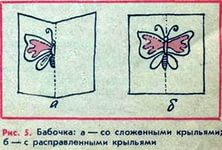 а
б
Рис. 5. Бабочка: а — со сложенными крыльями;
б — с расправленными крыльями